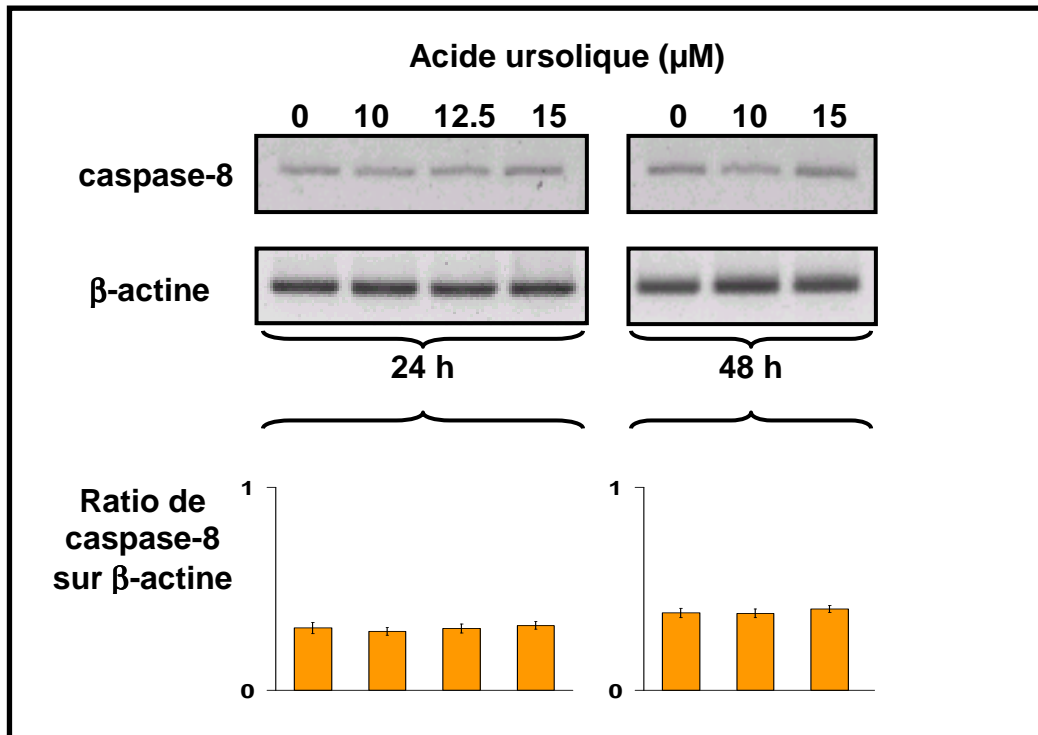 Acide ursolique (µM)
0 10 12.5 15 0 10 15
caspase-8
β-actine
24 h 48 h
Ratio de
caspase-8
sur β-actine
1
0
1
0